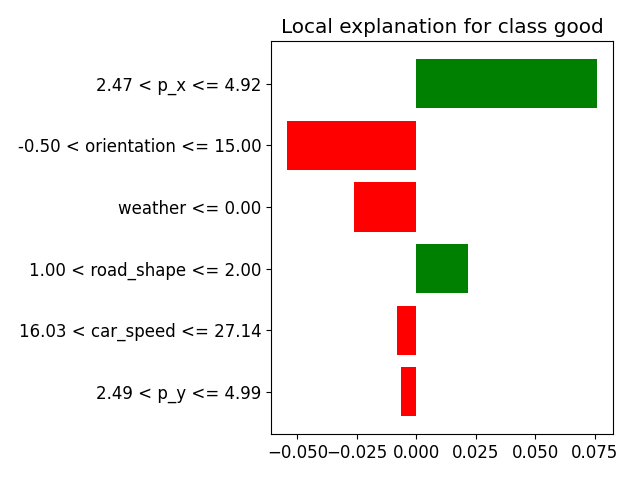 Local explanation for class good
2.47 < p_x <= 4.92
-0.50 < orientation <= 15.00
weather <= 0.00
1.00 < road_shape <= 2.00
16.03 < car_speed <= 27.14
2.49 < p_y <= 4.99
−0.050 −0.025 0.000 0.025 0.050 0.075